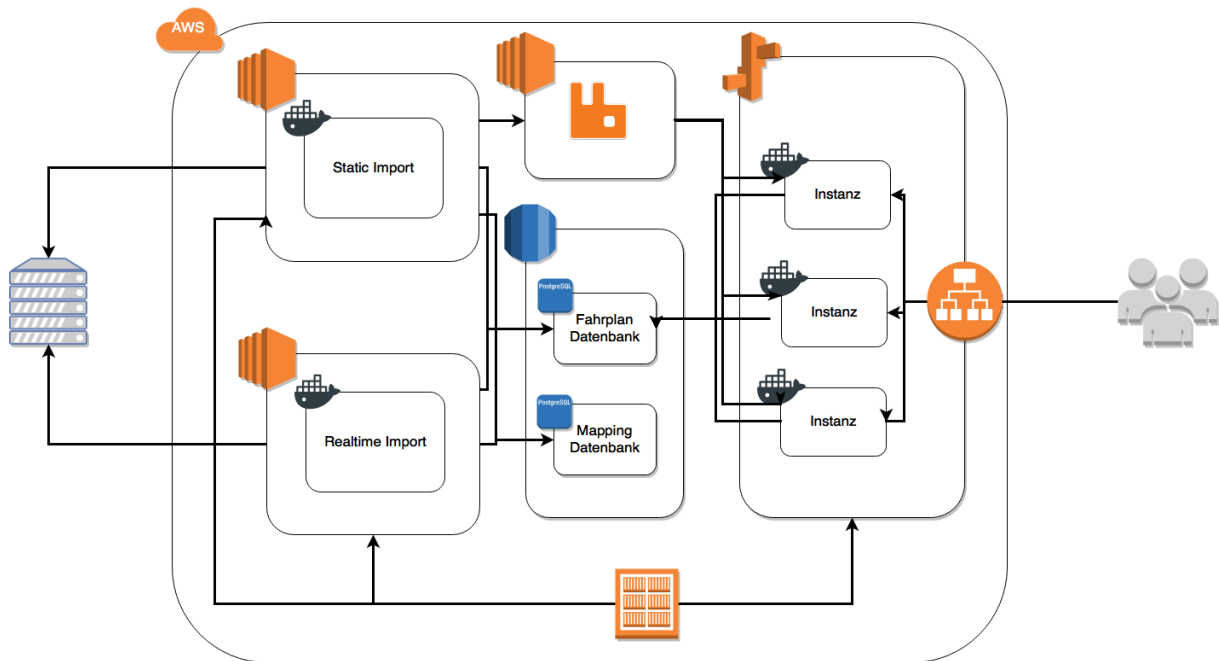 AWS
Static Import
Instanz
PostgreSQL
Fahrplan
Datenbank
Instanz
PostgreSQL
Mapping
Datenbank
Instanz
Realtime Import